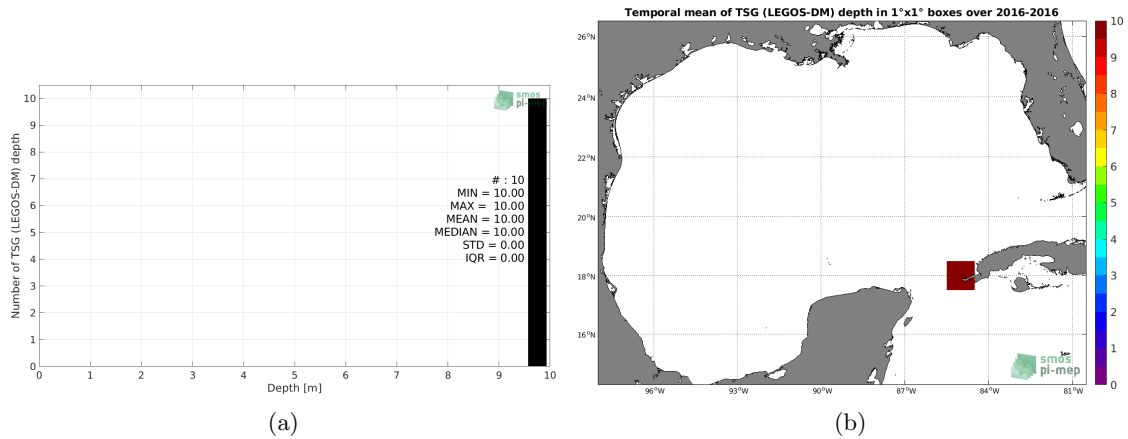 smos
pi-mep
Number of TSG (LEGOS-DM) depth
10
9
8
7
6
5
4
3
2
1
0
# : 10
MIN = 10.00
MAX = 10.00
MEAN = 10.00
MEDIAN = 10.00
STD = 0.00
IQR = 0.00
0 1 2 3 4 5 6 7 8 9 10
Depth [m]
(a)
Temporal mean of TSG (LEGOS-DM) depth in 1°x1° boxes over 2016-2016
26°N
24°N
22°N
20°N
18°N
16°N
96°W 93°W 90°W 87°W 84°W 81°W
smos
pi-mep
10
9
8
7
6
5
4
3
2
1
0
(b)